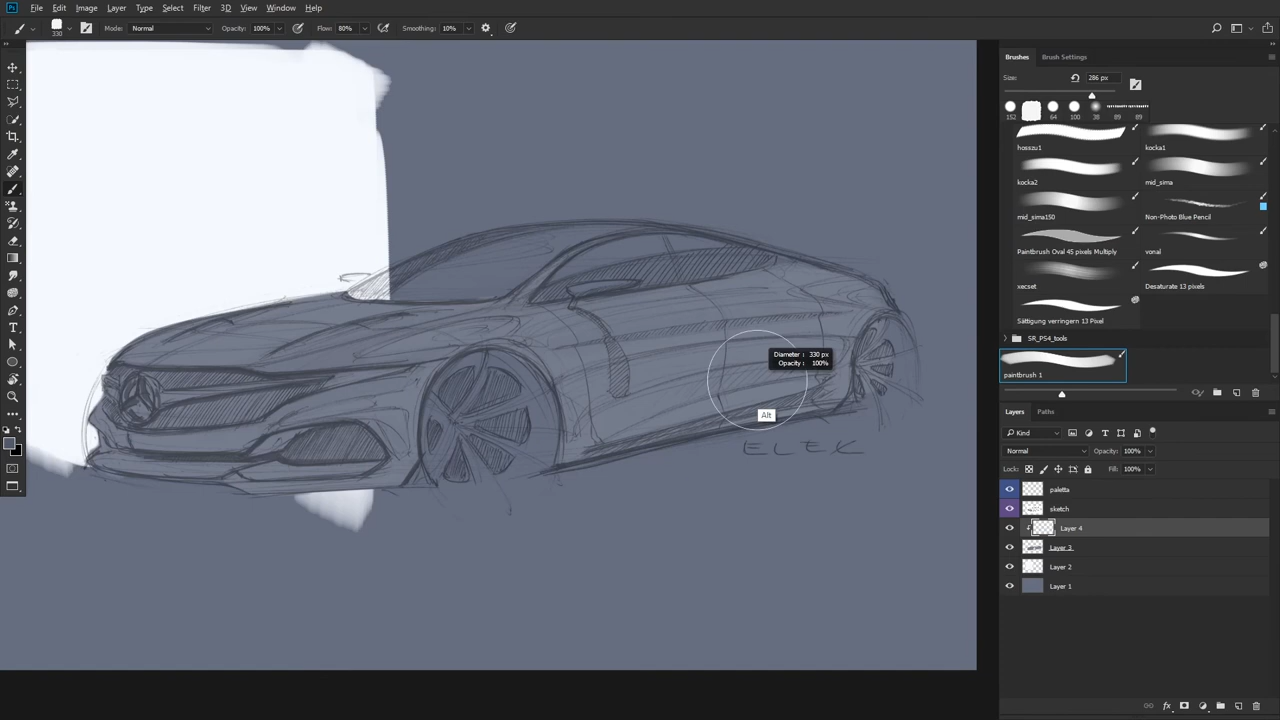 Ps File Edit Image Layer Type Select Filter 3D View Window Help
330 Mode: Normal Opacity: 100% Flow: 80% Smoothing: 10%
Brushes Brush Settings
Size: 286 px
152 64 100 38 89 89
hosszu1 kocka1
kocka2 mid_sima
mid_sima150 Non-Photo Blue Pencil
Paintbrush Oval 45 pixels Multiply vonal
xecset Desaturate 13 pixels
Sättigung verringern 13 Pixel
SR_PS4_tools
paintbrush 1
Diameter : 330 px
Opacity : 100%
Alt
ELEK
Layers Paths
Kind
Normal Opacity: 100%
Lock: Fill: 100%
paletta
sketch
Layer 4
Layer 3
Layer 2
Layer 1